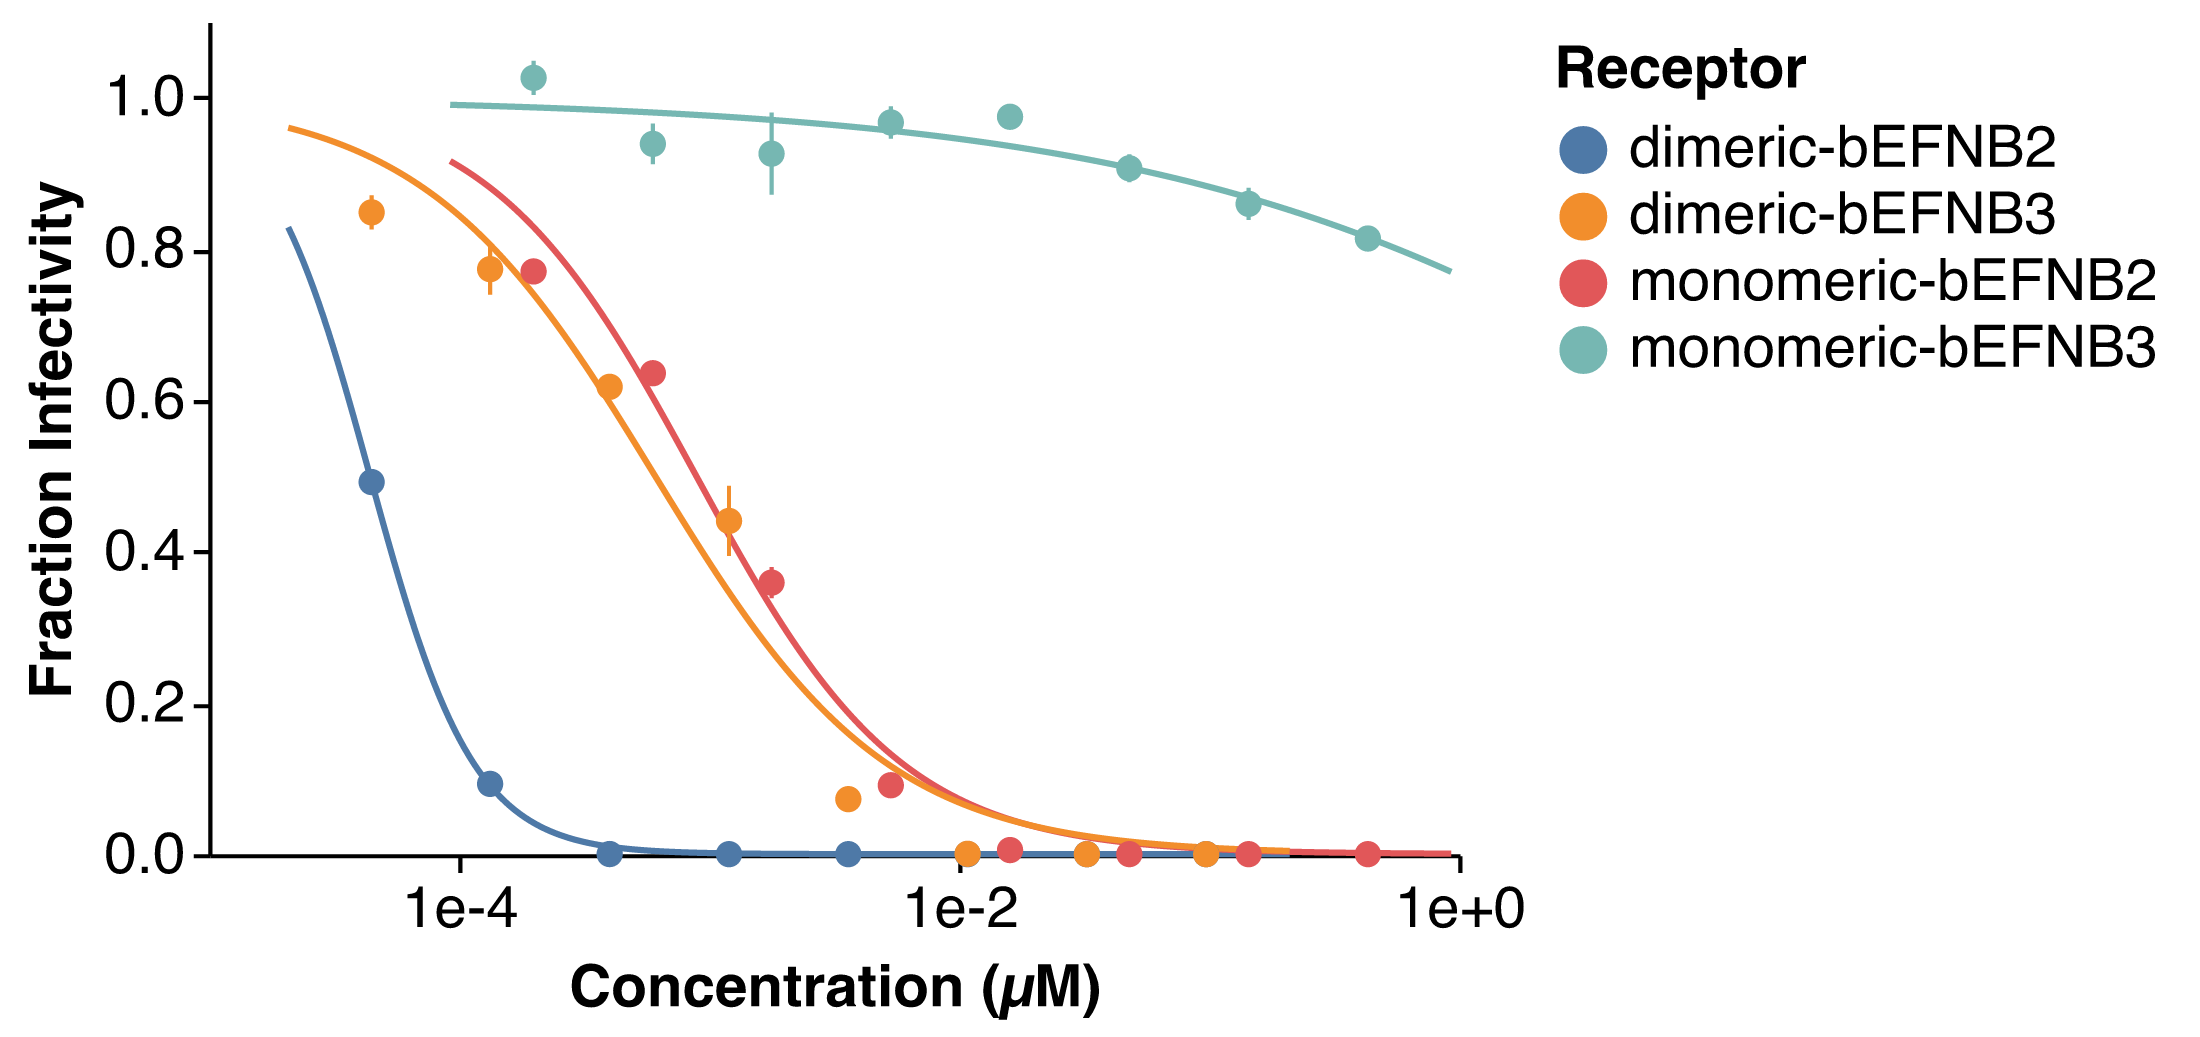 Receptor
dimeric-bEFNB2
dimeric-bEFNB3
monomeric-bEFNB2
monomeric-bEFNB3
Fraction Infectivity
1.0
0.8
0.6
0.4
0.2
0.0
1e-4 1e-2 1e+0
Concentration (µM)